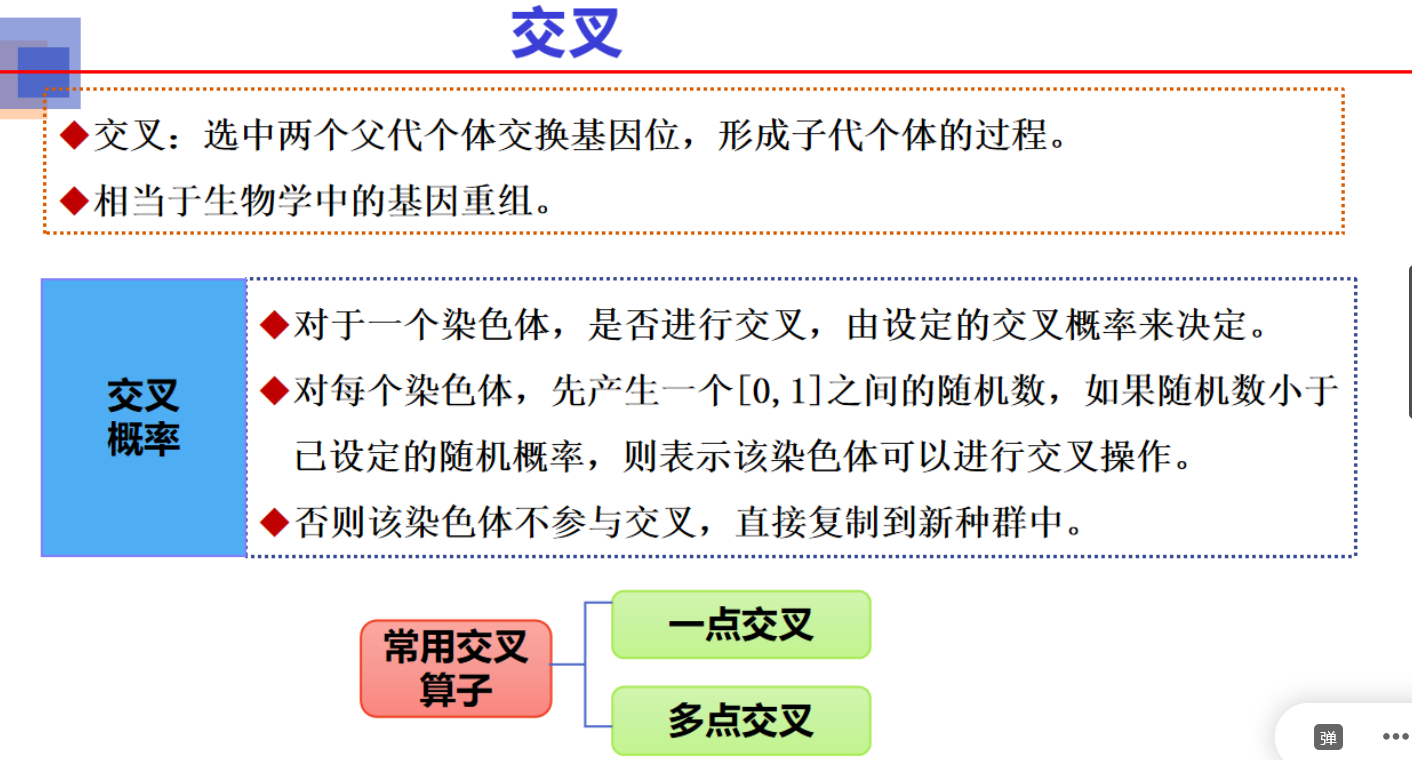 交叉
◆交叉：选中两个父代个体交换基因位，形成子代个体的过程。
◆相当于生物学中的基因重组。
交叉
概率
◆对于一个染色体，是否进行交叉，由设定的交叉概率来决定。
◆对每个染色体，先产生一个[0,1]之间的随机数，如果随机数小于
已设定的随机概率，则表示该染色体可以进行交叉操作。
◆否则该染色体不参与交叉，直接复制到新种群中。
常用交叉
算子
一点交叉
多点交叉
弹